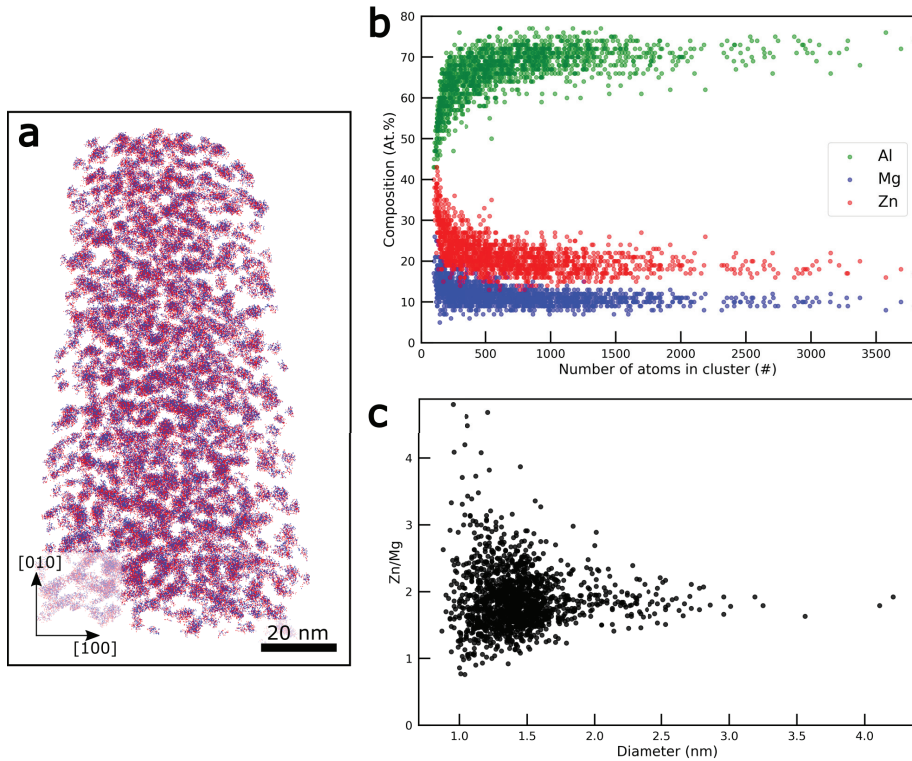 a
[010]
[100]
20 nm
b
80
70
60
50
40
30
20
10
0
Composition (At.%)
0 500 1000 1500 2000 2500 3000 3500
Number of atoms in cluster (#)
Al
Mg
Zn
c
4
3
2
1
0
Zn/Mg
1.0 1.5 2.0 2.5 3.0 3.5 4.0
Diameter (nm)